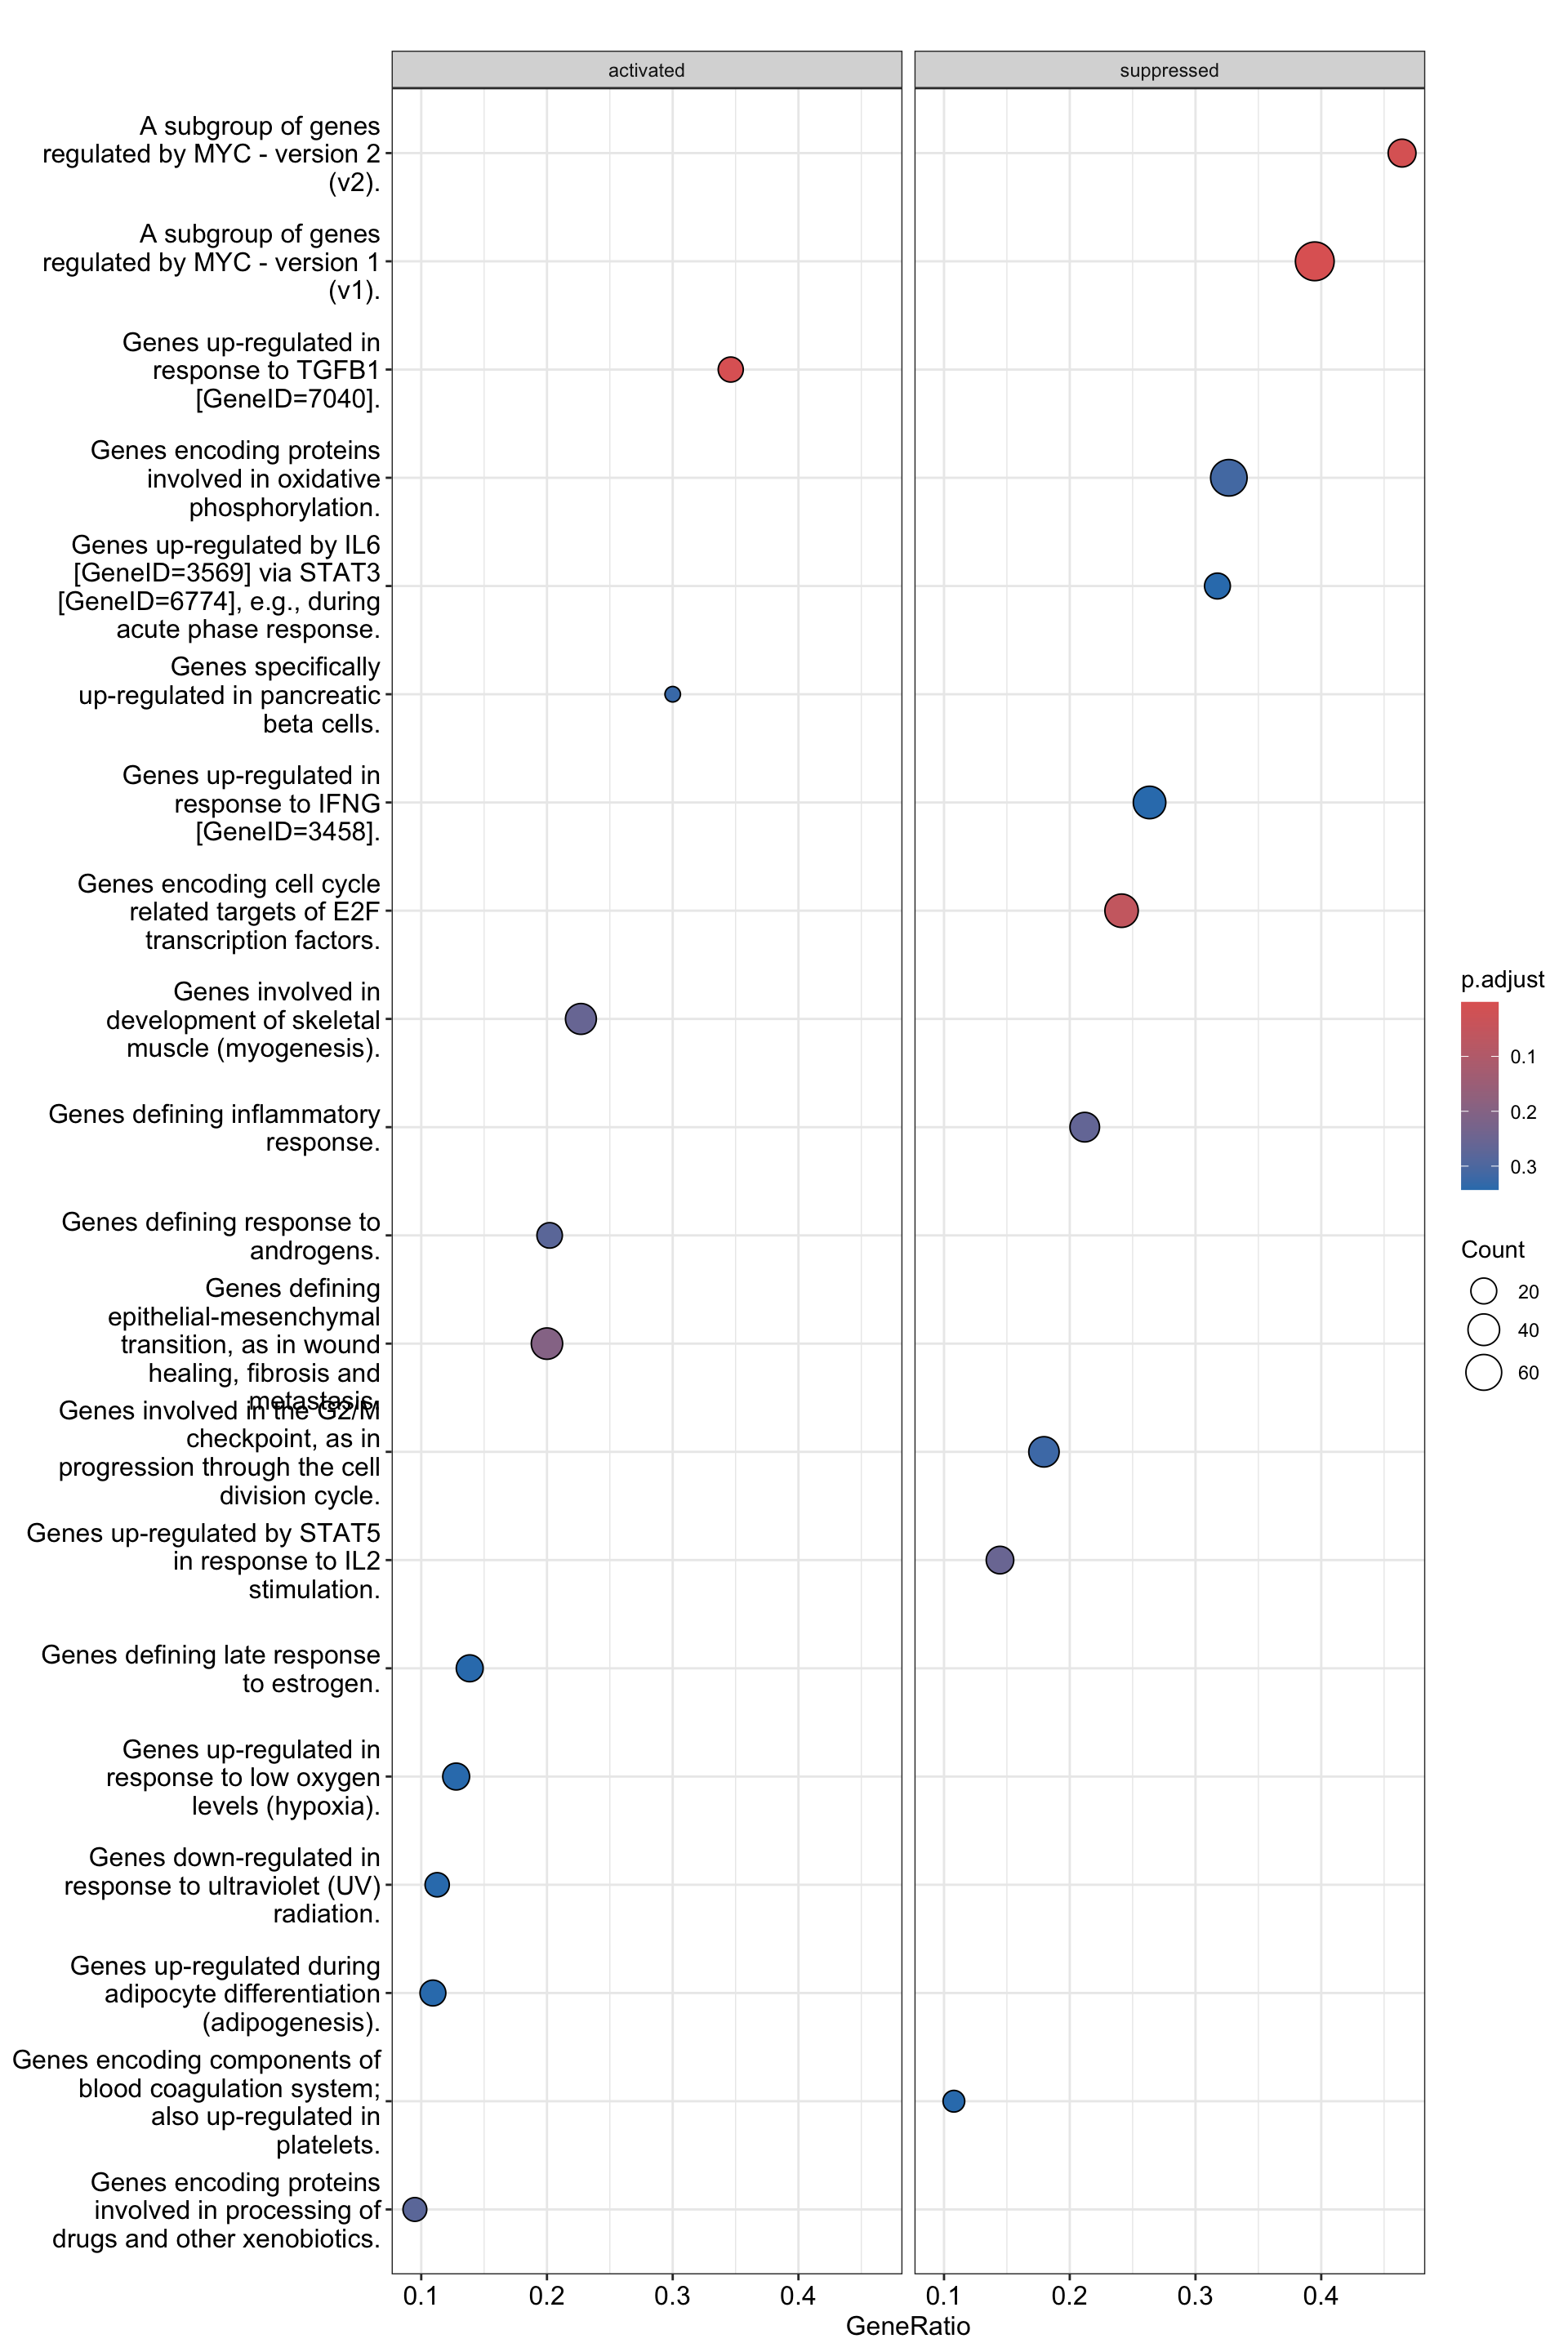 activated
suppressed
A subgroup of genes
regulated by MYC - version 2
(v2).
A subgroup of genes
regulated by MYC - version 1
(v1).
Genes up-regulated in
response to TGFB1
[GeneID=7040].
Genes encoding proteins
involved in oxidative
phosphorylation.
Genes up-regulated by IL6
[GeneID=3569] via STAT3
[GeneID=6774], e.g., during
acute phase response.
Genes specifically
up-regulated in pancreatic
beta cells.
Genes up-regulated in
response to IFNG
[GeneID=3458].
Genes encoding cell cycle
related targets of E2F
transcription factors.
Genes involved in
development of skeletal
muscle (myogenesis).
Genes defining inflammatory
response.
Genes defining response to
androgens.
Genes defining
epithelial-mesenchymal
transition, as in wound
healing, fibrosis and
metastasis.
Genes involved in the G2/M
checkpoint, as in
progression through the cell
division cycle.
Genes up-regulated by STAT5
in response to IL2
stimulation.
Genes defining late response
to estrogen.
Genes up-regulated in
response to low oxygen
levels (hypoxia).
Genes down-regulated in
response to ultraviolet (UV)
radiation.
Genes up-regulated during
adipocyte differentiation
(adipogenesis).
Genes encoding components of
blood coagulation system;
also up-regulated in
platelets.
Genes encoding proteins
involved in processing of
drugs and other xenobiotics.
0.1 0.2 0.3 0.4
0.1 0.2 0.3 0.4
GeneRatio
p.adjust
0.1
0.2
0.3
Count
20
40
60